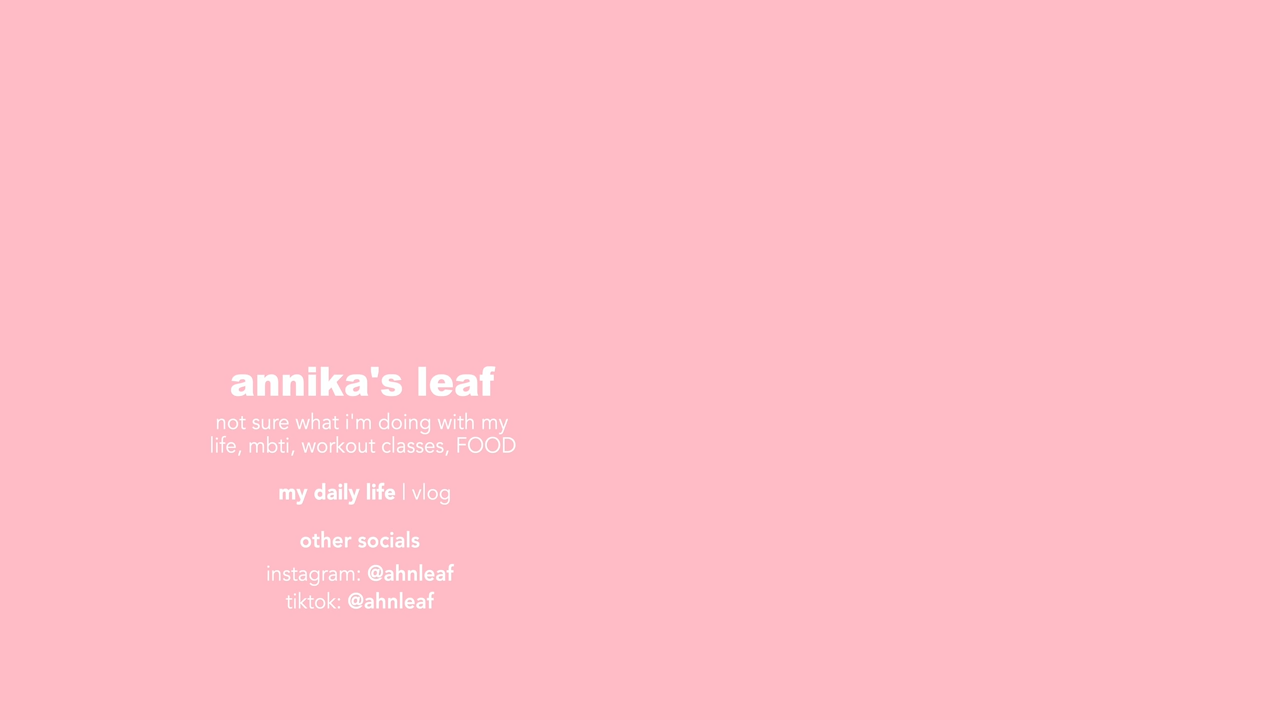 annika's leaf
not sure what i'm doing with my
life, mbti, workout classes, FOOD
my daily life | vlog
other socials
instagram: @ahnleaf
tiktok: @ahnleaf